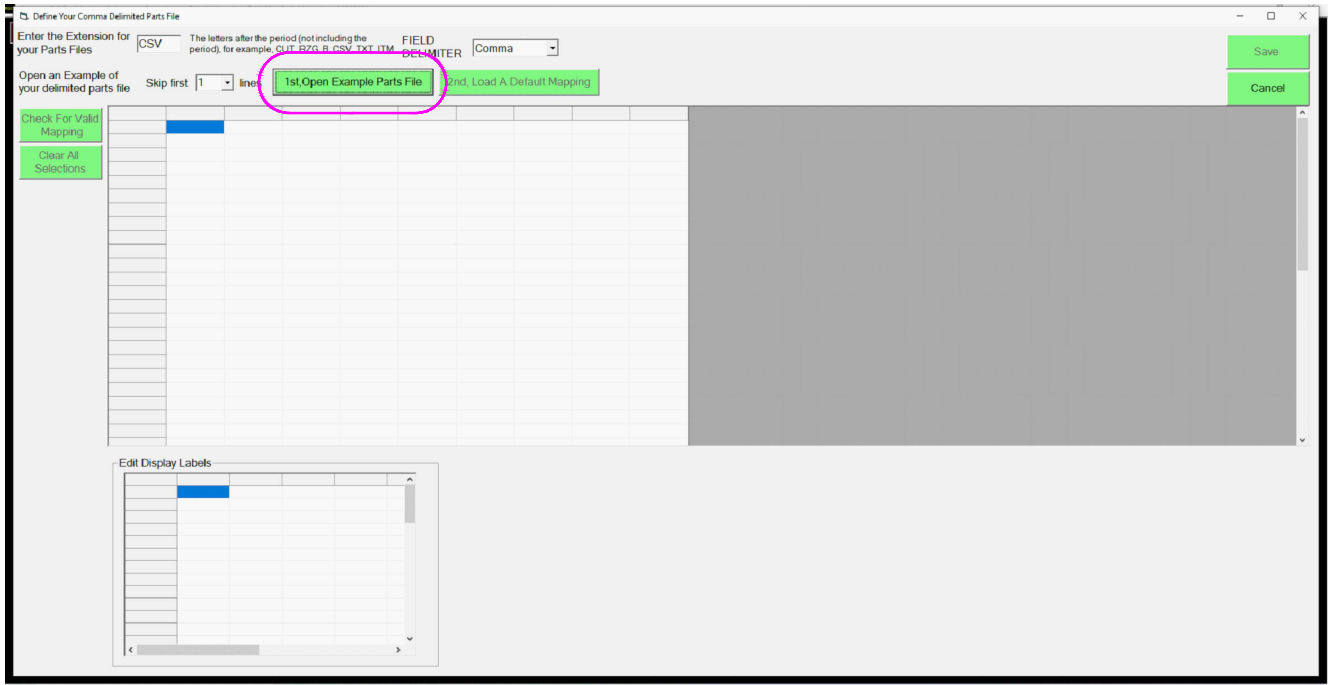 Define Your Comma Delimited Parts File
Enter the Extension for
your Parts Files
CSV
The letters after the period (not including the
period), for example, CUT, RZG, B, CSV, TXT, ITM
FIELD
DELIMITER
Comma
Save
Open an Example of
your delimited parts file
Skip first 1 lines
1st,Open Example Parts File
2nd, Load A Default Mapping
Cancel
Check For Valid
Mapping
Clear All
Selections
Edit Display Labels